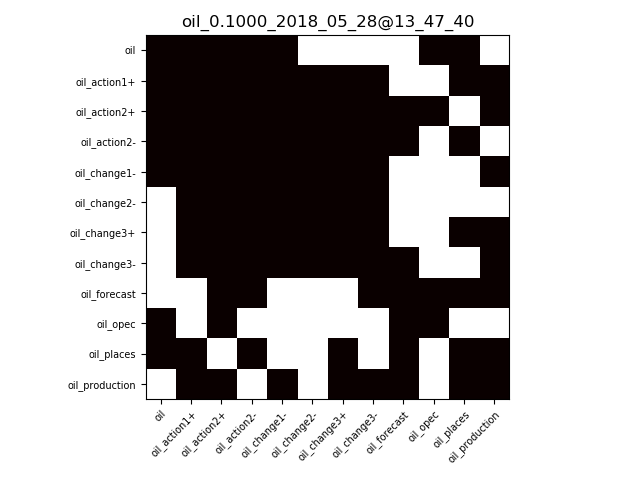 oil_0.1000_2018_05_28@13_47_40
oil
oil_action1+
oil_action2+
oil_action2-
oil_change1-
oil_change2-
oil_change3+
oil_change3-
oil_forecast
oil_opec
oil_places
oil_production
oil
oil_action1+
oil_action2+
oil_action2-
oil_change1-
oil_change2-
oil_change3+
oil_change3-
oil_forecast
oil_opec
oil_places
oil_production